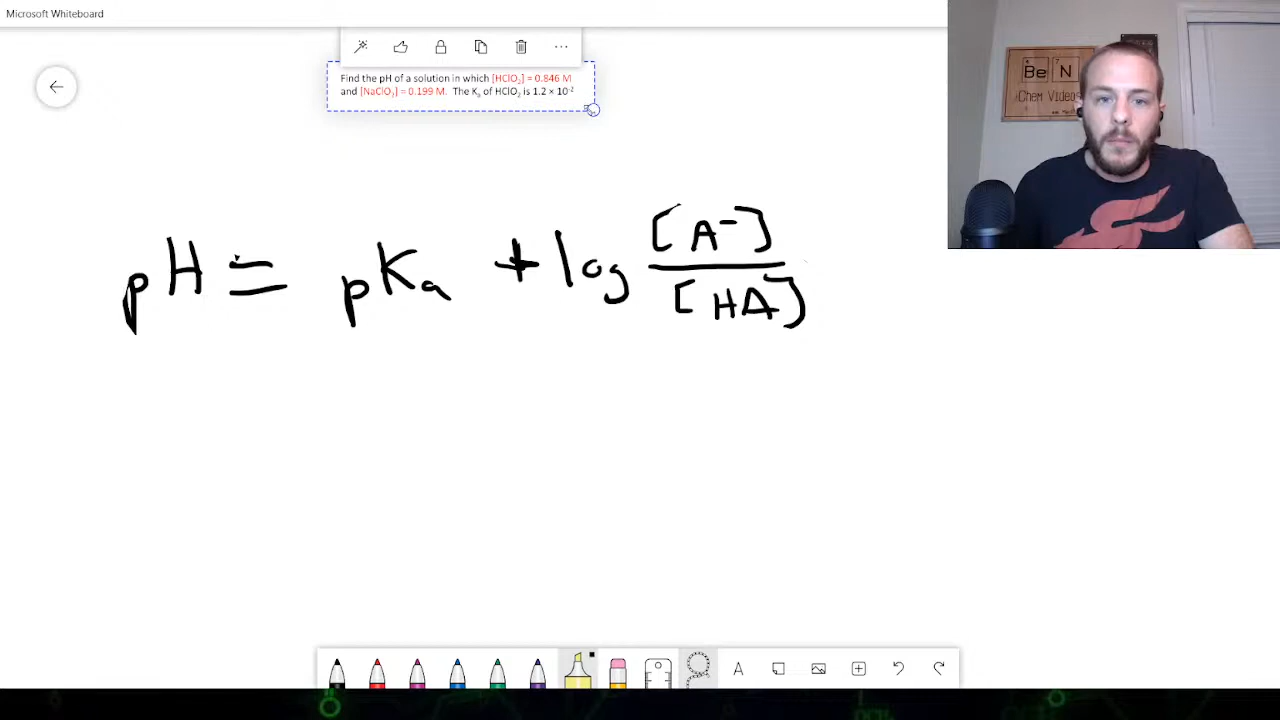 Microsoft Whiteboard
Find the pH of a solution in which [HClO₂] = 0.846 M
and [NaClO₂] = 0.199 M. The Kₐ of HClO₂ is 1.2 × 10⁻²
pH = pKₐ + log [A⁻]
[HA]
Be N
Chem Videos
A